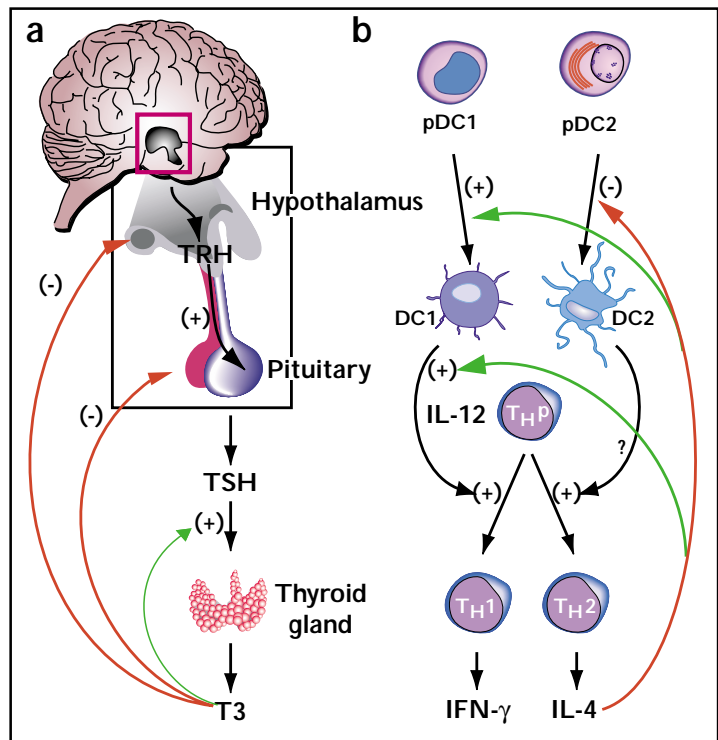 a
Hypothalamus
TRH
(-)
(+)
Pituitary
(-)
TSH
(+)
Thyroid
gland
T3
b
pDC1
pDC2
(+)
(-)
DC1
DC2
(+)
IL-12
THP
?
(+)
(+)
TH1
TH2
IFN-γ
IL-4